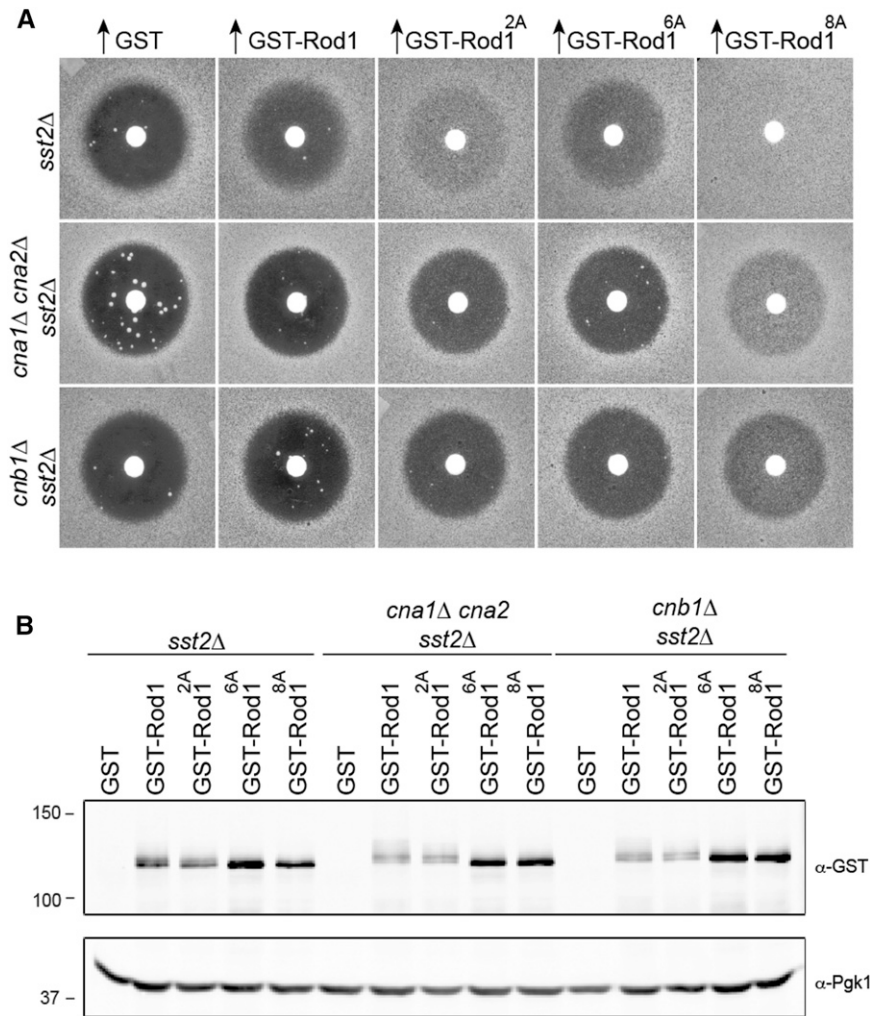 A
2A 6A 8A
↑GST ↑GST-Rod1 ↑GST-Rod1 ↑GST-Rod1 ↑GST-Rod1
sst2Δ
cna1Δ cna2Δ
sst2Δ
cnb1Δ
sst2Δ
B
cna1Δ cna2 cnb1Δ
sst2Δ sst2Δ sst2Δ
2A 6A 8A 2A 6A 8A 2A 6A 8A
GST GST-Rod1 GST-Rod1 GST-Rod1 GST-Rod1 GST GST-Rod1 GST-Rod1 GST-Rod1 GST-Rod1 GST GST-Rod1 GST-Rod1 GST-Rod1 GST-Rod1
150 –
100 –
α-GST
37 –
α-Pgk1